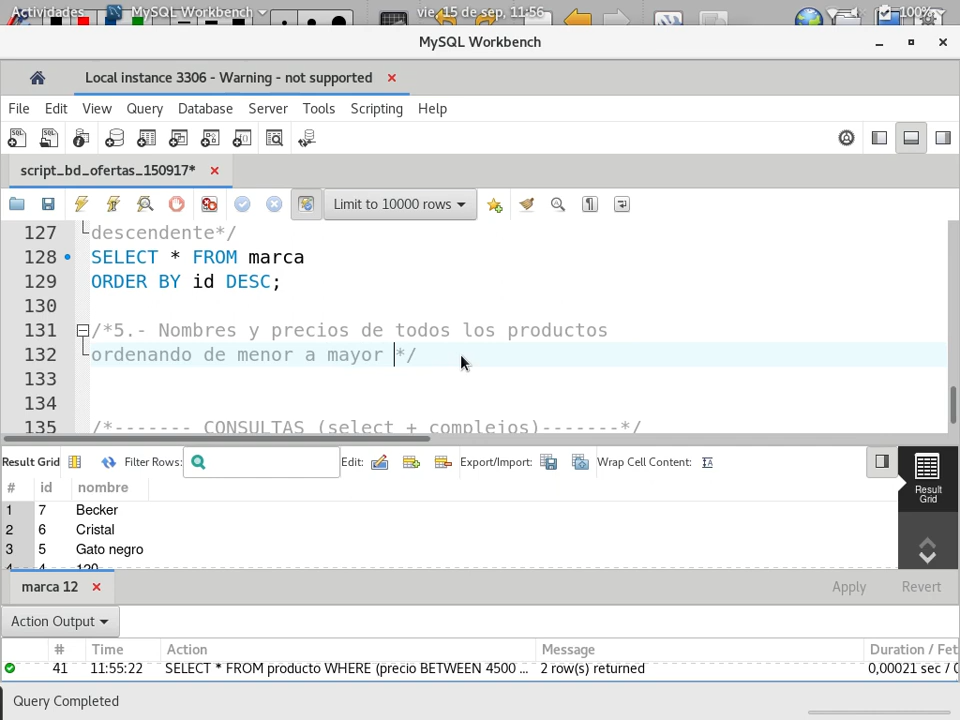 Actividades MySQL Workbench vie, 15 de sep, 11:56 100%
MySQL Workbench
Local instance 3306 - Warning - not supported
File Edit View Query Database Server Tools Scripting Help
script_bd_ofertas_150917*
Limit to 10000 rows
127 descendente*/
128 SELECT * FROM marca
129 ORDER BY id DESC;
130
131 /*5.- Nombres y precios de todos los productos
132 ordenando de menor a mayor */
133
134
135 /*------- CONSULTAS (select + complejos)-------*/
Result Grid Filter Rows: Edit: Export/Import: Wrap Cell Content:
Result Grid
# id nombre
1 7 Becker
2 6 Cristal
3 5 Gato negro
4 4 120
marca 12 Apply Revert
Action Output
# Time Action Message Duration / Fet
41 11:55:22 SELECT * FROM producto WHERE (precio BETWEEN 4500 ... 2 row(s) returned 0,00021 sec / 0
Query Completed